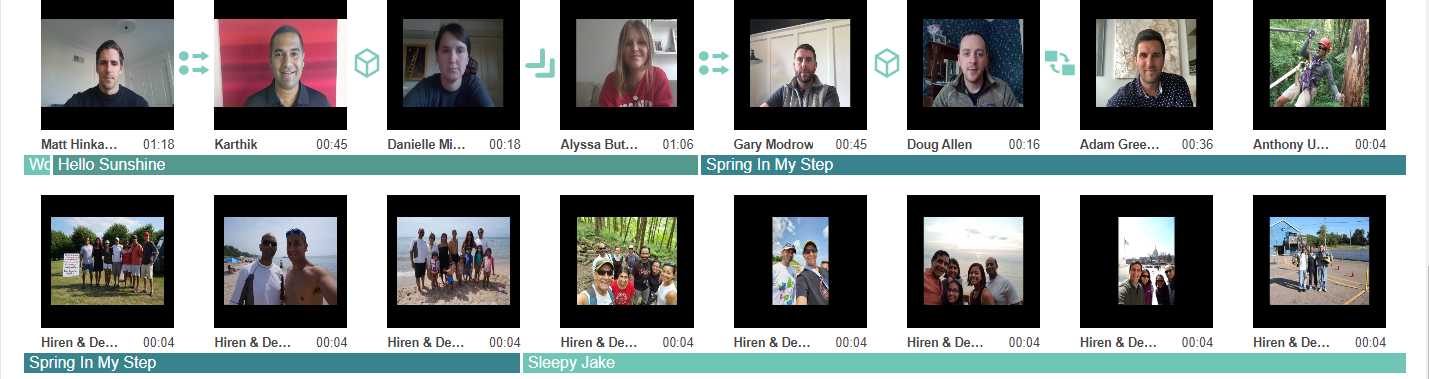 Matt Hinka... 01:18 Karthik 00:45 Danielle Mi... 00:18 Alyssa But... 01:06 Gary Modrow 00:45 Doug Allen 00:16 Adam Gree... 00:36 Anthony U... 00:04
Wo Hello Sunshine Spring In My Step
Hiren & De... 00:04 Hiren & De... 00:04 Hiren & De... 00:04 Hiren & De... 00:04 Hiren & De... 00:04 Hiren & De... 00:04 Hiren & De... 00:04 Hiren & De... 00:04
Spring In My Step Sleepy Jake